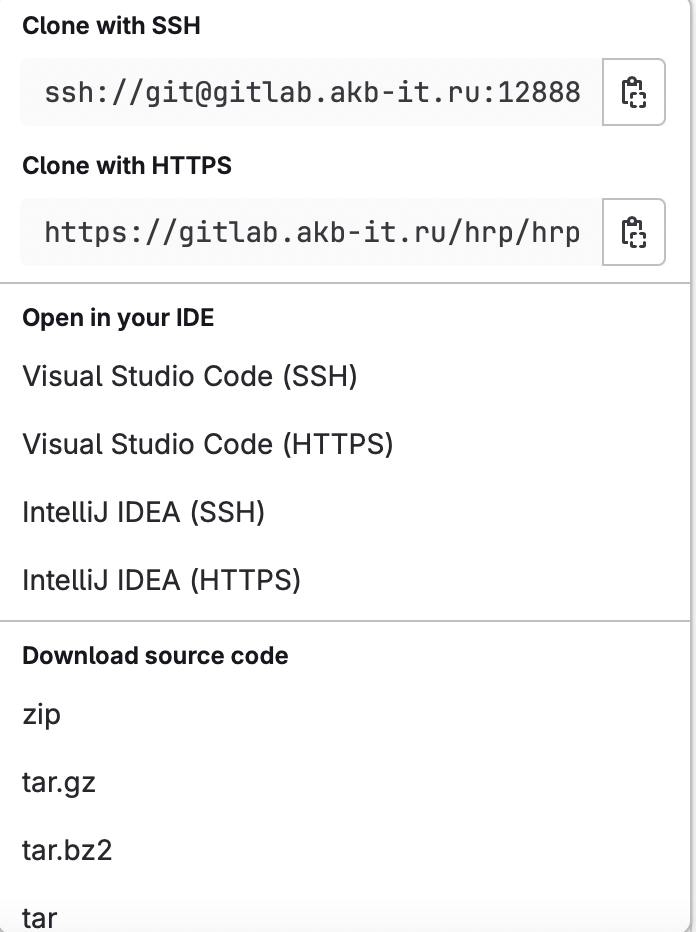 Clone with SSH
ssh://git@gitlab.akb-it.ru:12888
Clone with HTTPS
https://gitlab.akb-it.ru/hrp/hrp
Open in your IDE
Visual Studio Code (SSH)
Visual Studio Code (HTTPS)
IntelliJ IDEA (SSH)
IntelliJ IDEA (HTTPS)
Download source code
zip
tar.gz
tar.bz2
tar